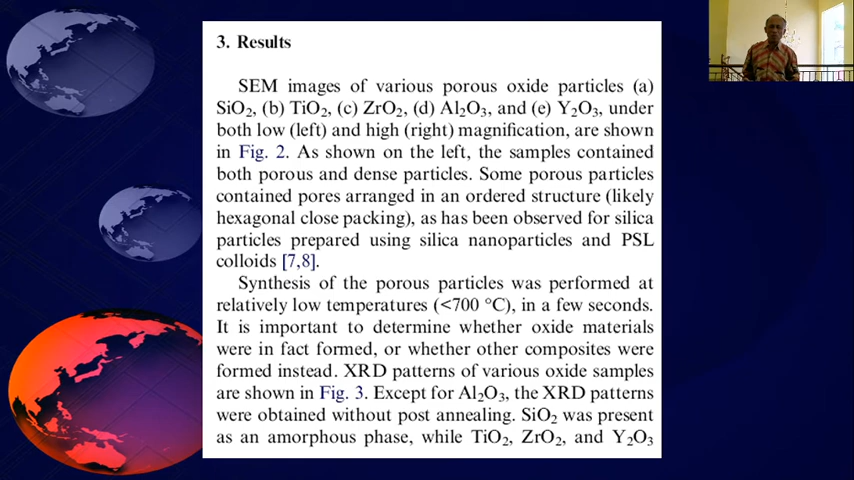 3. Results
SEM images of various porous oxide particles (a)
SiO₂, (b) TiO₂, (c) ZrO₂, (d) Al₂O₃, and (e) Y₂O₃, under
both low (left) and high (right) magnification, are shown
in Fig. 2. As shown on the left, the samples contained
both porous and dense particles. Some porous particles
contained pores arranged in an ordered structure (likely
hexagonal close packing), as has been observed for silica
particles prepared using silica nanoparticles and PSL
colloids [7,8].
Synthesis of the porous particles was performed at
relatively low temperatures (<700 °C), in a few seconds.
It is important to determine whether oxide materials
were in fact formed, or whether other composites were
formed instead. XRD patterns of various oxide samples
are shown in Fig. 3. Except for Al₂O₃, the XRD patterns
were obtained without post annealing. SiO₂ was present
as an amorphous phase, while TiO₂, ZrO₂, and Y₂O₃